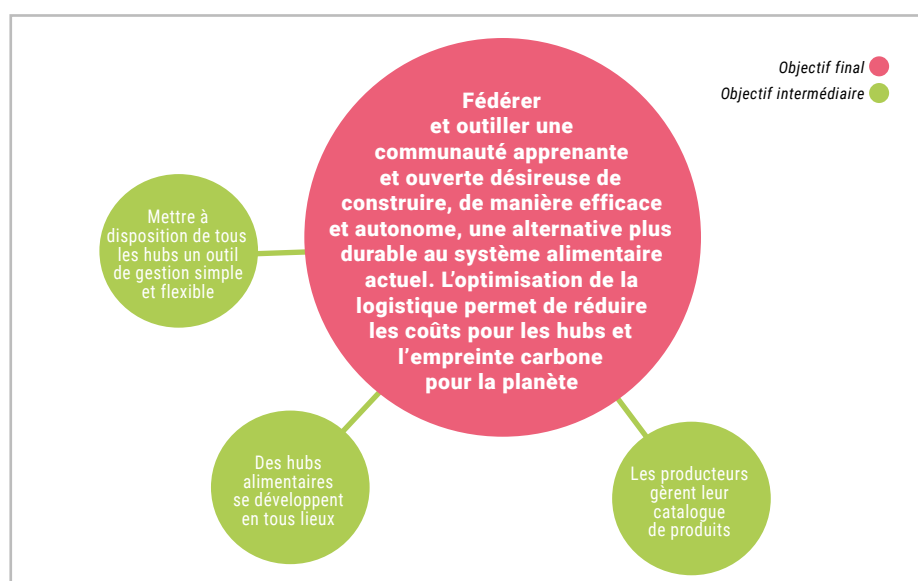 Objectif final
Objectif intermédiaire
Fédérer
et outiller une
communauté apprenante
et ouverte désireuse de
construire, de manière efficace
et autonome, une alternative plus
durable au système alimentaire
actuel. L’optimisation de la
logistique permet de réduire
les coûts pour les hubs et
l’empreinte carbone
pour la planète
Mettre à
disposition de tous
les hubs un outil
de gestion simple
et flexible
Des hubs
alimentaires
se développent
en tous lieux
Les producteurs
gèrent leur
catalogue
de produits